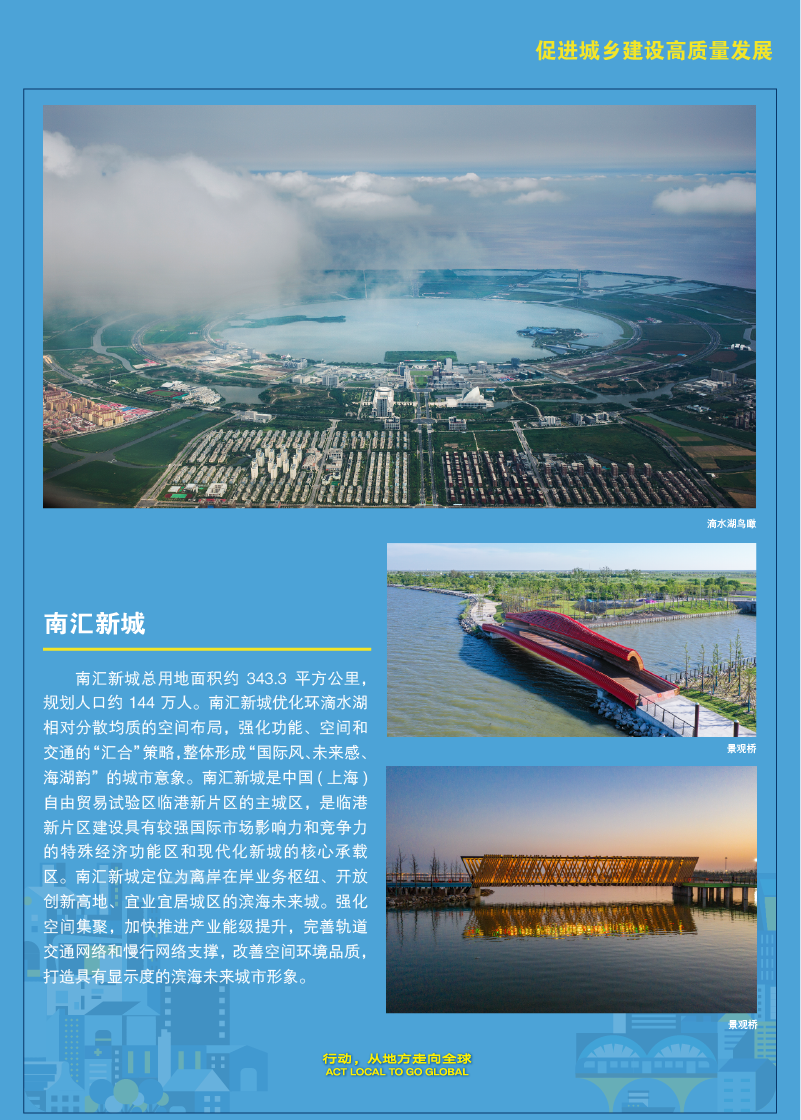 促进城乡建设高质量发展
滴水湖鸟瞰
南汇新城
南汇新城总用地面积约 343.3 平方公里，
规划人口约 144 万人。南汇新城优化环滴水湖
相对分散均质的空间布局，强化功能、空间和
交通的“汇合”策略，整体形成“国际风、未来感、
海湖韵”的城市意象。南汇新城是中国（上海）
自由贸易试验区临港新片区的主城区，是临港
新片区建设具有较强国际市场影响力和竞争力
的特殊经济功能区和现代化新城的核心承载
区。南汇新城定位为离岸在岸业务枢纽、开放
创新高地、宜业宜居城区的滨海未来城。强化
空间集聚，加快推进产业能级提升，完善轨道
交通网络和慢行网络支撑，改善空间环境品质，
打造具有显示度的滨海未来城市形象。
景观桥
景观桥
行动，从地方走向全球
ACT LOCAL TO GO GLOBAL